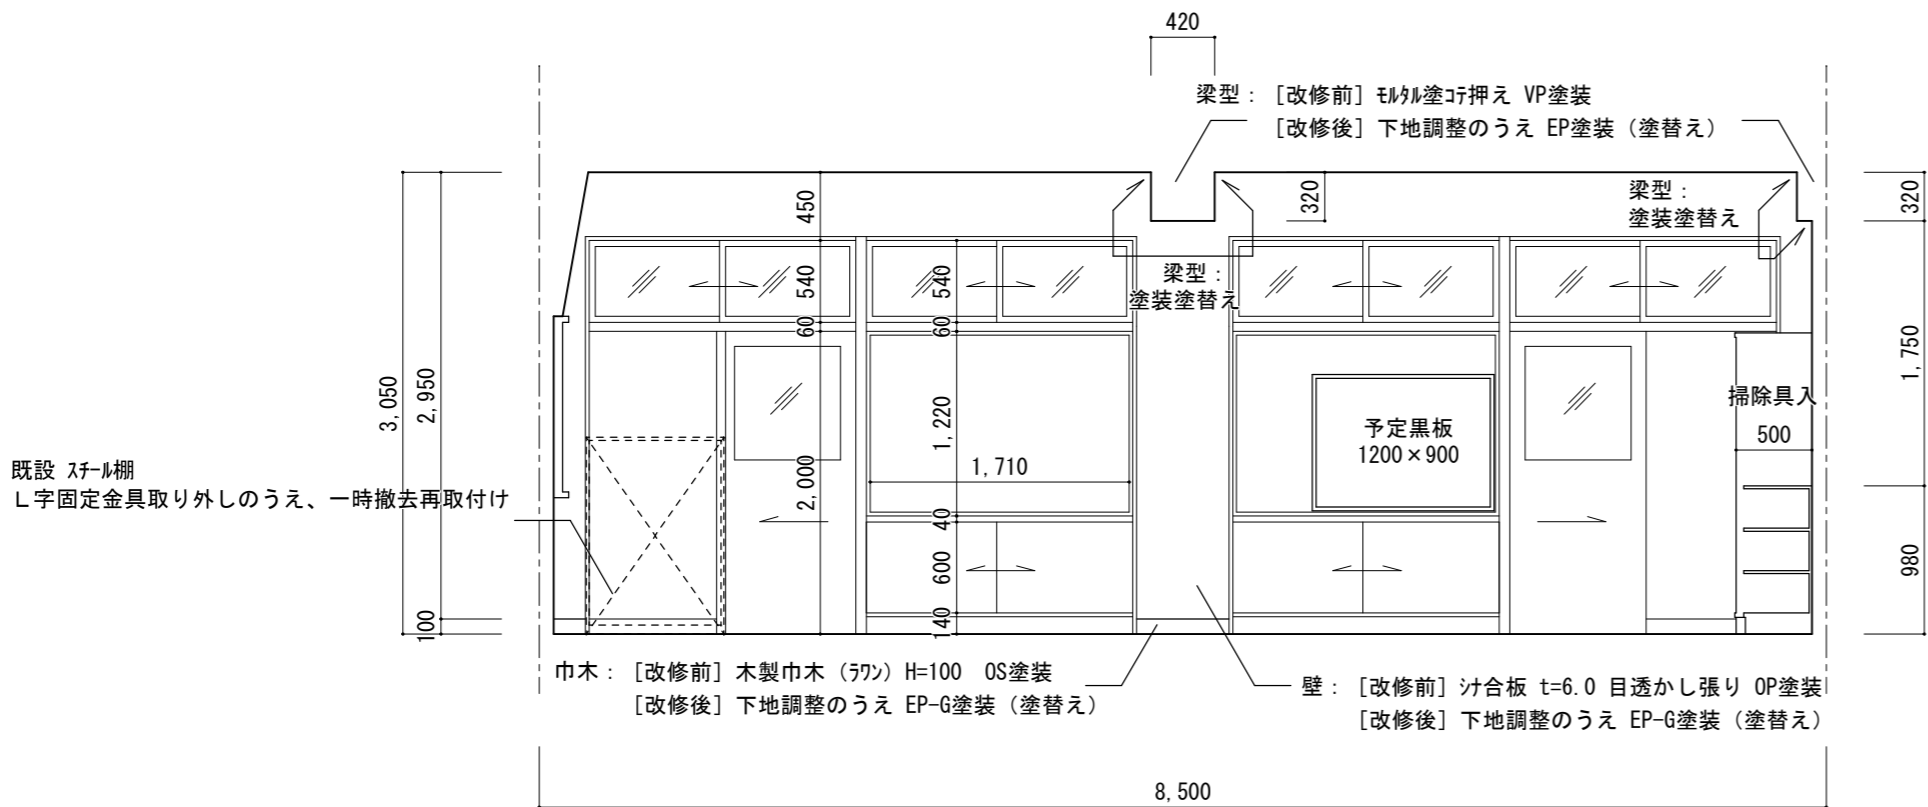 420
梁型： ［改修前］ﾓﾙﾀﾙ塗ｺﾃ押え VP塗装
［改修後］下地調整のうえ EP塗装（塗替え）
450
320
梁型：
塗装塗替え
320
540
540
梁型：
塗装塗替え
60
60
3,050
2,950
1,750
1,220
1,710
2,000
予定黒板
1200×900
掃除具入
500
既設 ｽﾁｰﾙ棚
Ｌ字固定金具取り外しのうえ、一時撤去再取付け
40
600
980
100
140
巾木： ［改修前］木製巾木（ﾗﾜﾝ）H=100 OS塗装
［改修後］下地調整のうえ EP-G塗装（塗替え）
壁： ［改修前］ｼﾅ合板 t=6.0 目透かし張り OP塗装
［改修後］下地調整のうえ EP-G塗装（塗替え）
8,500